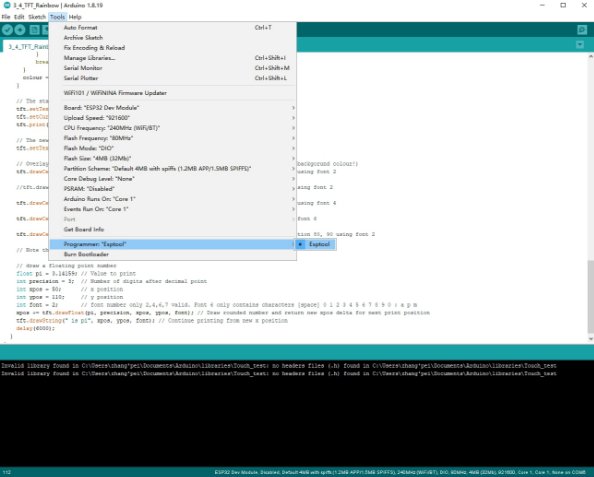 3_4_TFT_Rainbow | Arduino 1.8.19
File Edit Sketch Tools Help
Auto Format Ctrl+T
Archive Sketch
Fix Encoding & Reload
Manage Libraries... Ctrl+Shift+I
Serial Monitor Ctrl+Shift+M
Serial Plotter Ctrl+Shift+L
WiFi101 / WiFiNINA Firmware Updater
Board: "ESP32 Dev Module"
Upload Speed: "921600"
CPU Frequency: "240MHz (WiFi/BT)"
Flash Frequency: "80MHz"
Flash Mode: "DIO"
Flash Size: "4MB (32Mb)"
Partition Scheme: "Default 4MB with spiffs (1.2MB APP/1.5MB SPIFFS)"
Core Debug Level: "None"
PSRAM: "Disabled"
Arduino Runs On: "Core 1"
Events Run On: "Core 1"
Port
Get Board Info
Programmer: "Esptool"
Esptool
Burn Bootloader
3_4_TFT_Rainb
}
brea
}
colour =
}
// The sta
tft.setTex
tft.setCur
tft.print(
// The new
tft.setTex
// Overlay background colour!)
tft.drawCe using font 2
//tft.draw using font 2
tft.drawCe using font 4
tft.drawCe font 6
tft.drawCe tion 80, 90 using font 2
// Note th
// draw a floating point number
float pi = 3.14159; // Value to print
int precision = 3; // Number of digits after decimal point
int xpos = 50; // x position
int ypos = 110; // y position
int font = 2; // font number only 2,4,6,7 valid. Font 6 only contains characters [space] 0 1 2 3 4 5 6 7 8 9 0 : a p m
xpos += tft.drawFloat(pi, precision, xpos, ypos, font); // Draw rounded number and return new xpos delta for next print position
tft.drawString(" is pi", xpos, ypos, font); // Continue printing from new x position
delay(6000);
}
Invalid library found in C:\Users\zhang'pei\Documents\Arduino\libraries\Touch_test: no headers files (.h) found in C:\Users\zhang'pei\Documents\Arduino\libraries\Touch_test
Invalid library found in C:\Users\zhang'pei\Documents\Arduino\libraries\Touch_test: no headers files (.h) found in C:\Users\zhang'pei\Documents\Arduino\libraries\Touch_test
112 ESP32 Dev Module, Disabled, Default 4MB with spiffs (1.2MB APP/1.5MB SPIFFS), 240MHz (WiFi/BT), DIO, 80MHz, 4MB (32Mb), 921600, Core 1, Core 1, None on COM6